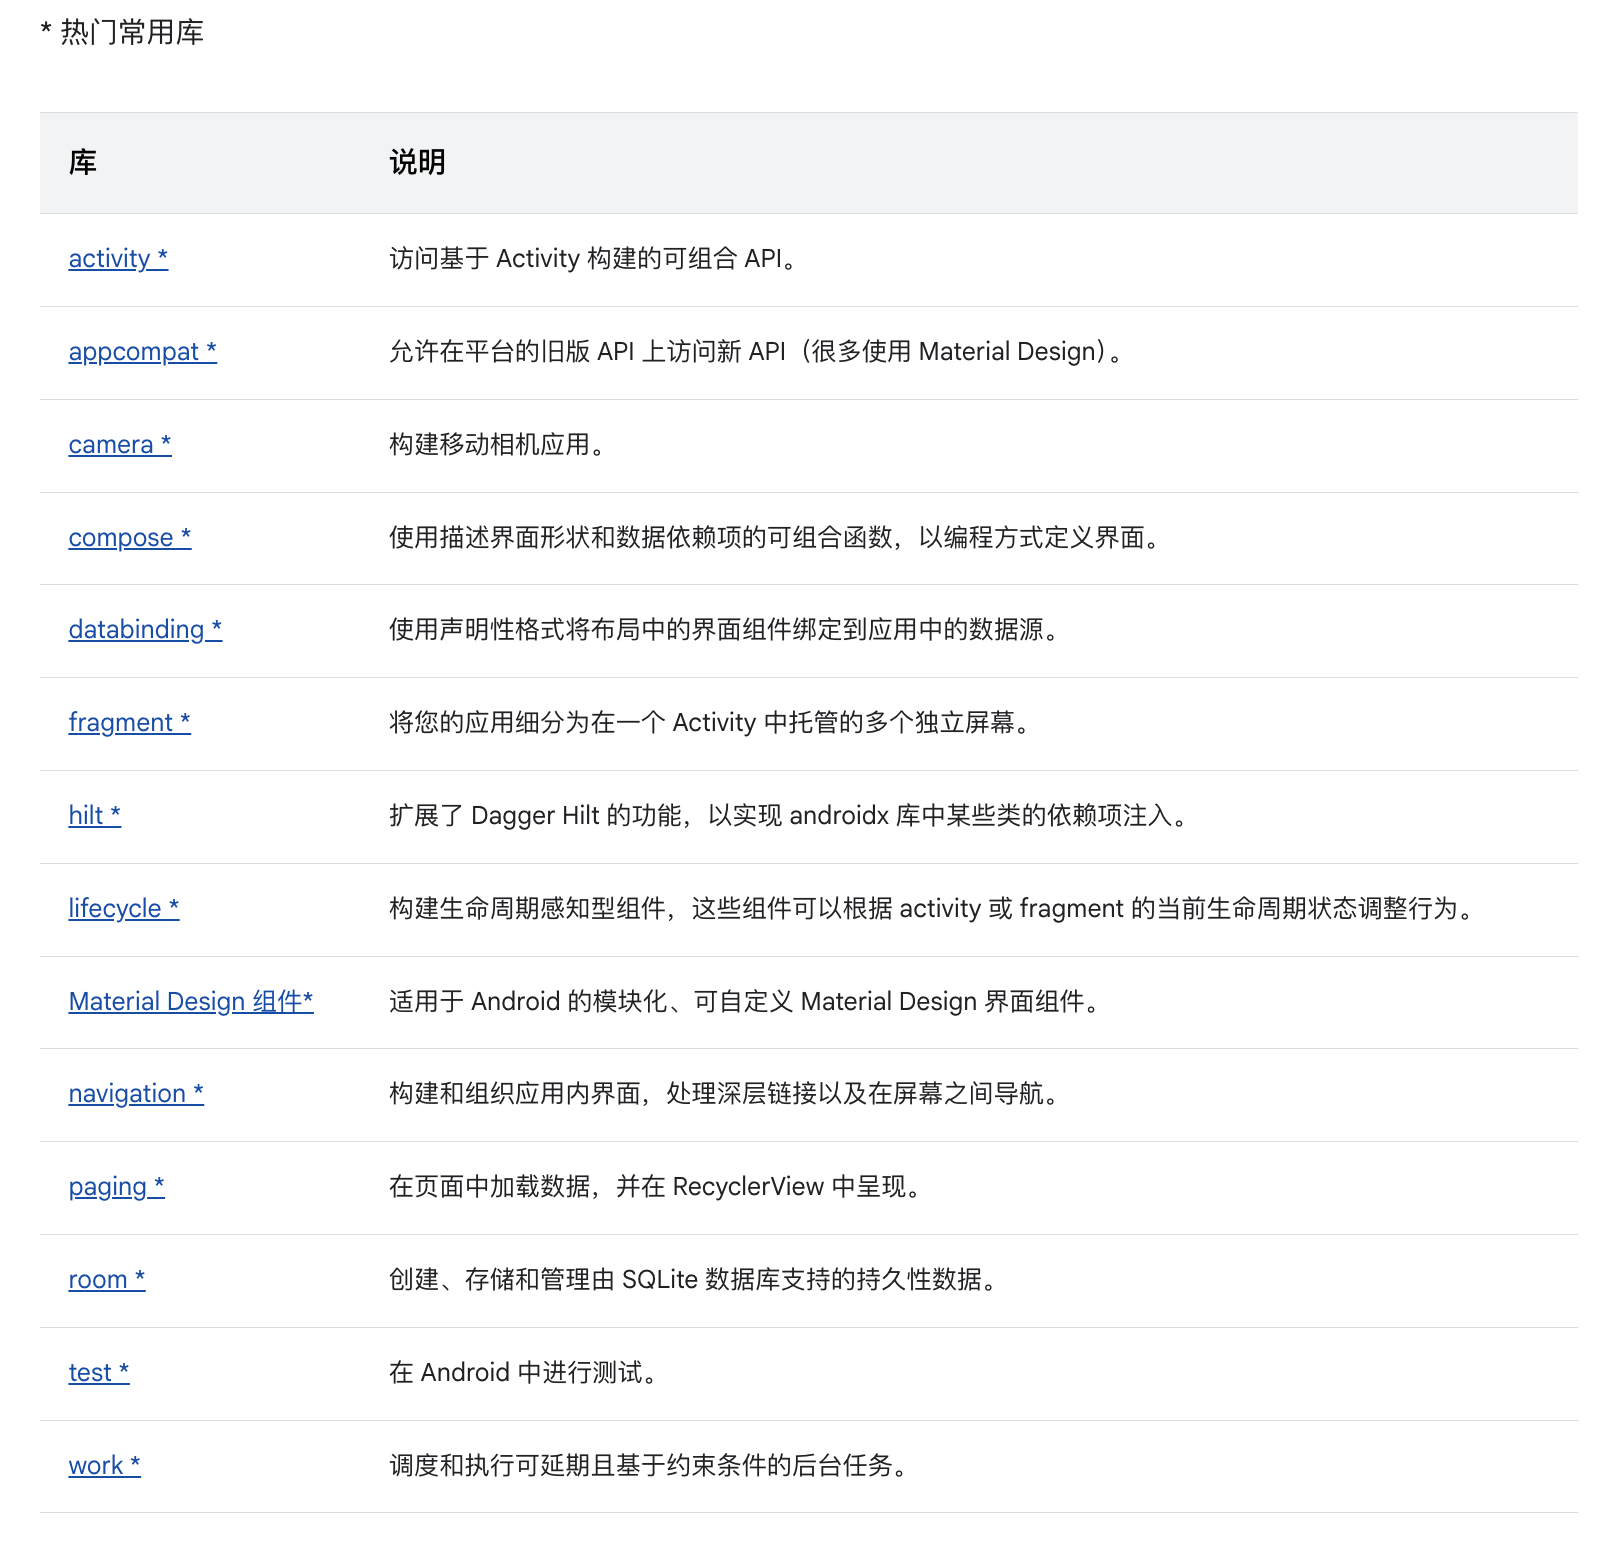 * 热门常用库
库 说明
activity * 访问基于 Activity 构建的可组合 API。
appcompat * 允许在平台的旧版 API 上访问新 API（很多使用 Material Design）。
camera * 构建移动相机应用。
compose * 使用描述界面形状和数据依赖项的可组合函数，以编程方式定义界面。
databinding * 使用声明性格式将布局中的界面组件绑定到应用中的数据源。
fragment * 将您的应用细分为在一个 Activity 中托管的多个独立屏幕。
hilt * 扩展了 Dagger Hilt 的功能，以实现 androidx 库中某些类的依赖项注入。
lifecycle * 构建生命周期感知型组件，这些组件可以根据 activity 或 fragment 的当前生命周期状态调整行为。
Material Design 组件* 适用于 Android 的模块化、可自定义 Material Design 界面组件。
navigation * 构建和组织应用内界面，处理深层链接以及在屏幕之间导航。
paging * 在页面中加载数据，并在 RecyclerView 中呈现。
room * 创建、存储和管理由 SQLite 数据库支持的持久性数据。
test * 在 Android 中进行测试。
work * 调度和执行可延期且基于约束条件的后台任务。